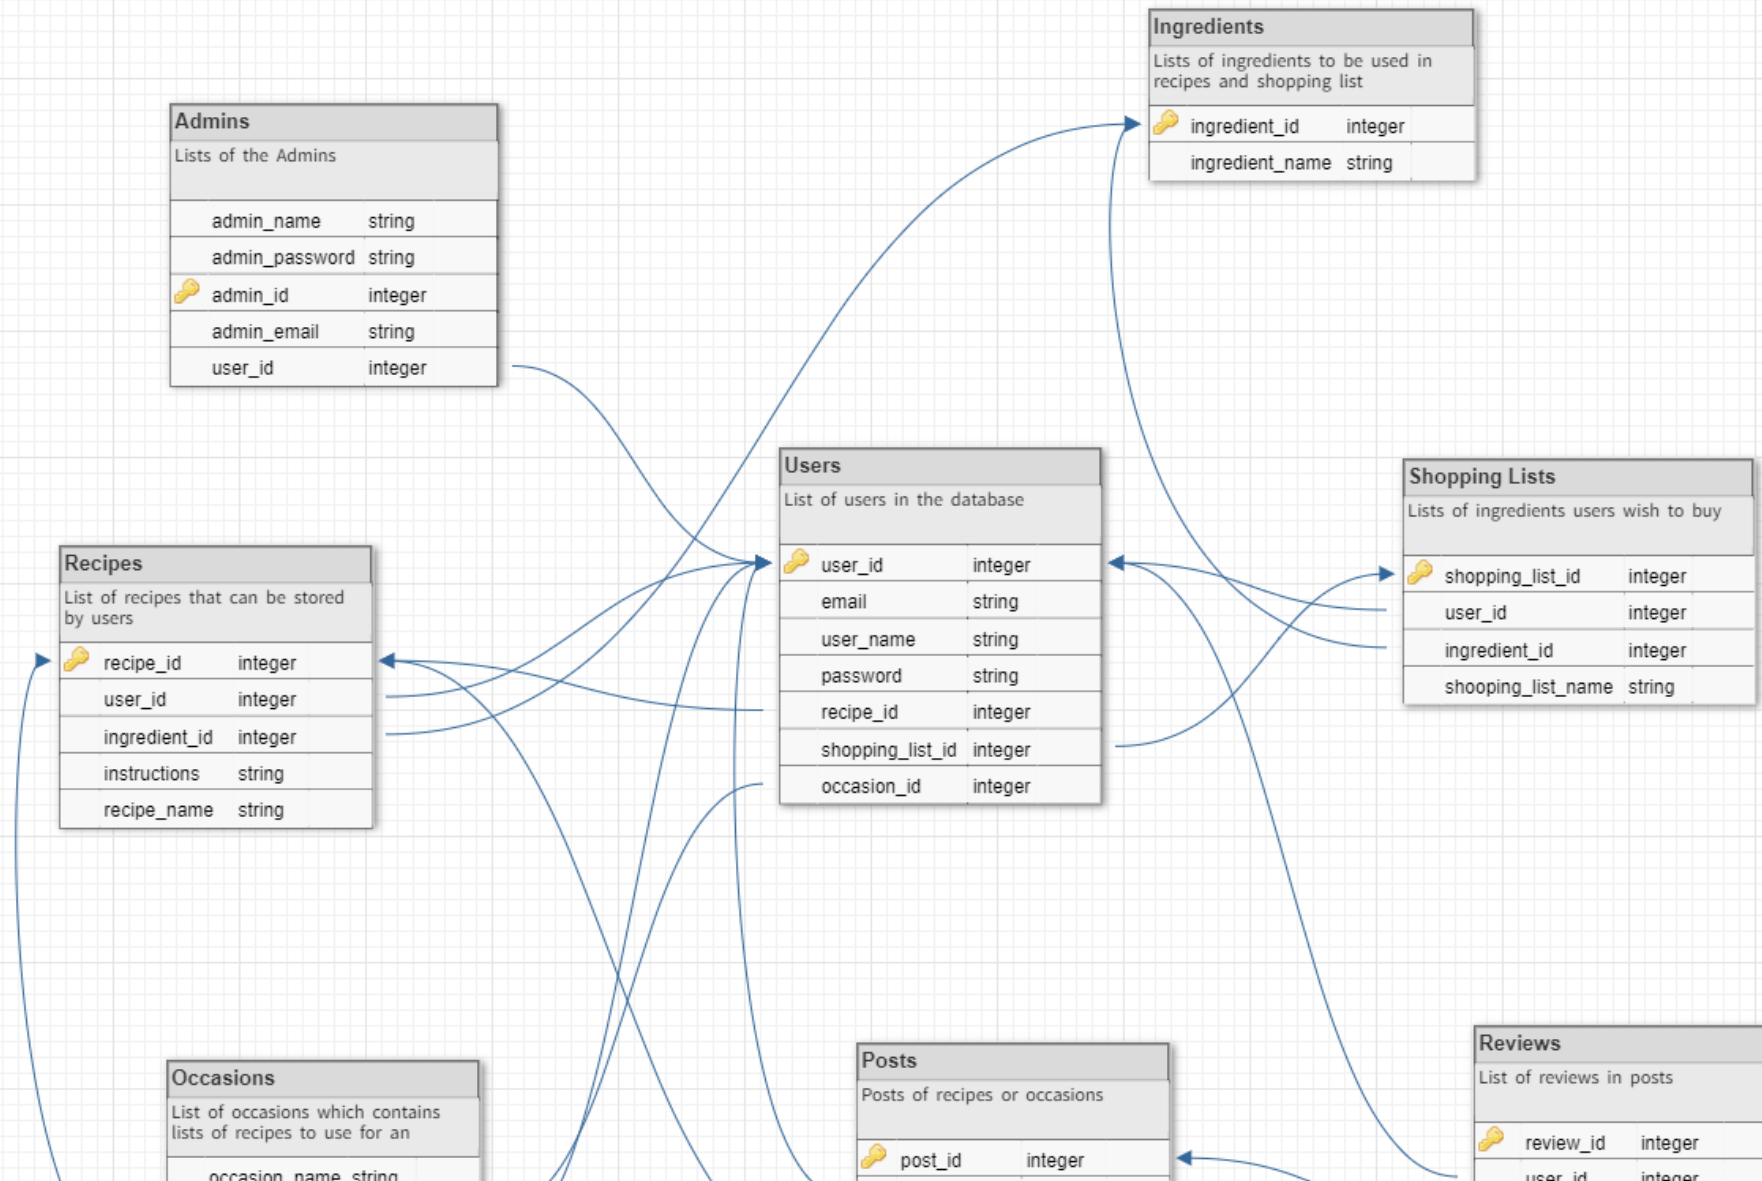 Ingredients
Lists of ingredients to be used in
recipes and shopping list
ingredient_id integer
ingredient_name string
Admins
Lists of the Admins
admin_name string
admin_password string
admin_id integer
admin_email string
user_id integer
Users
List of users in the database
user_id integer
email string
user_name string
password string
recipe_id integer
shopping_list_id integer
occasion_id integer
Shopping Lists
Lists of ingredients users wish to buy
shopping_list_id integer
user_id integer
ingredient_id integer
shooping_list_name string
Recipes
List of recipes that can be stored
by users
recipe_id integer
user_id integer
ingredient_id integer
instructions string
recipe_name string
Occasions
List of occasions which contains
lists of recipes to use for an
occasion_name string
Posts
Posts of recipes or occasions
post_id integer
Reviews
List of reviews in posts
review_id integer
user_id integer